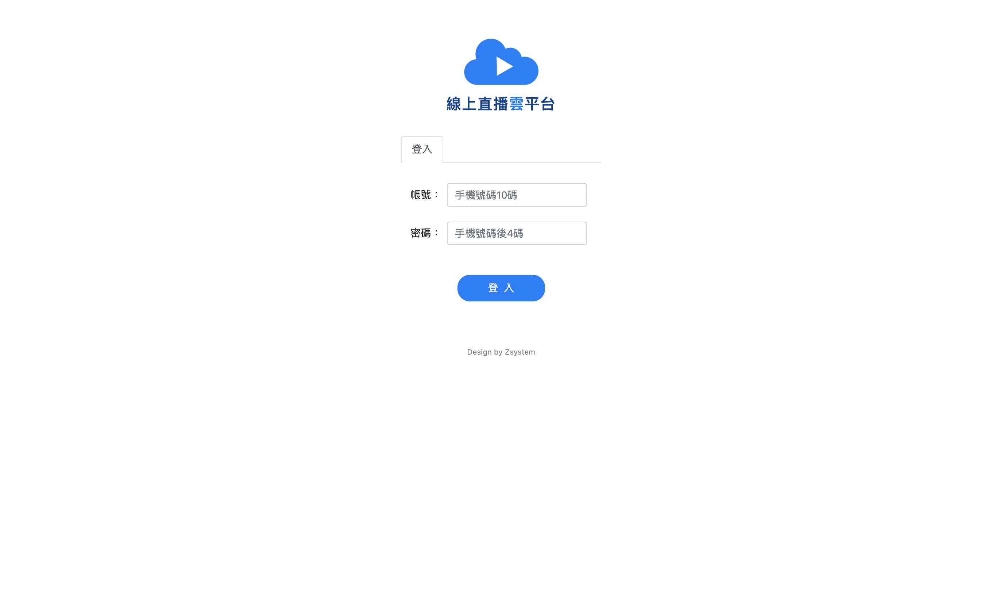 線上直播雲平台
登入
帳號：
手機號碼10碼
密碼：
手機號碼後4碼
登 入
Design by Zsystem